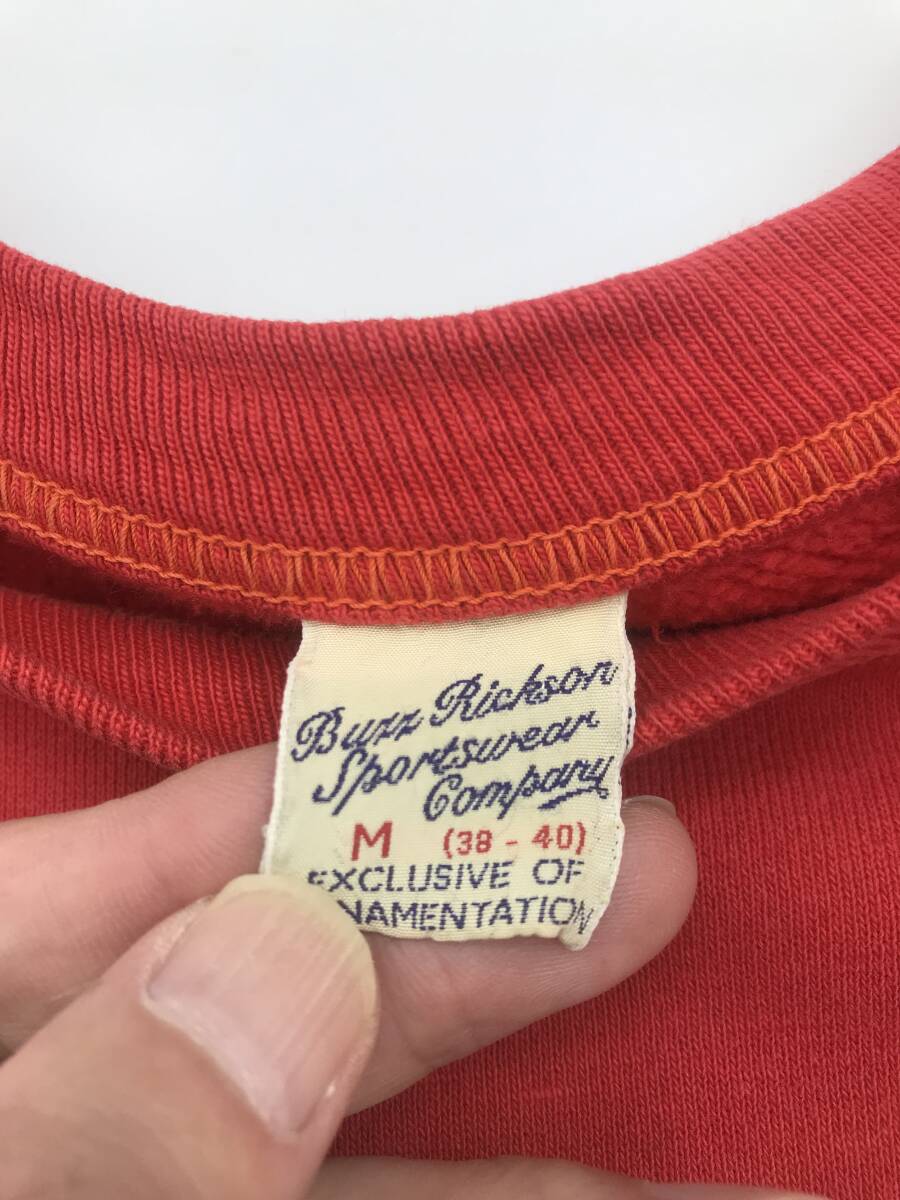 Buzz Rickson
Sportswear
Company
M (38 - 40)
EXCLUSIVE OF
NAMENTATION